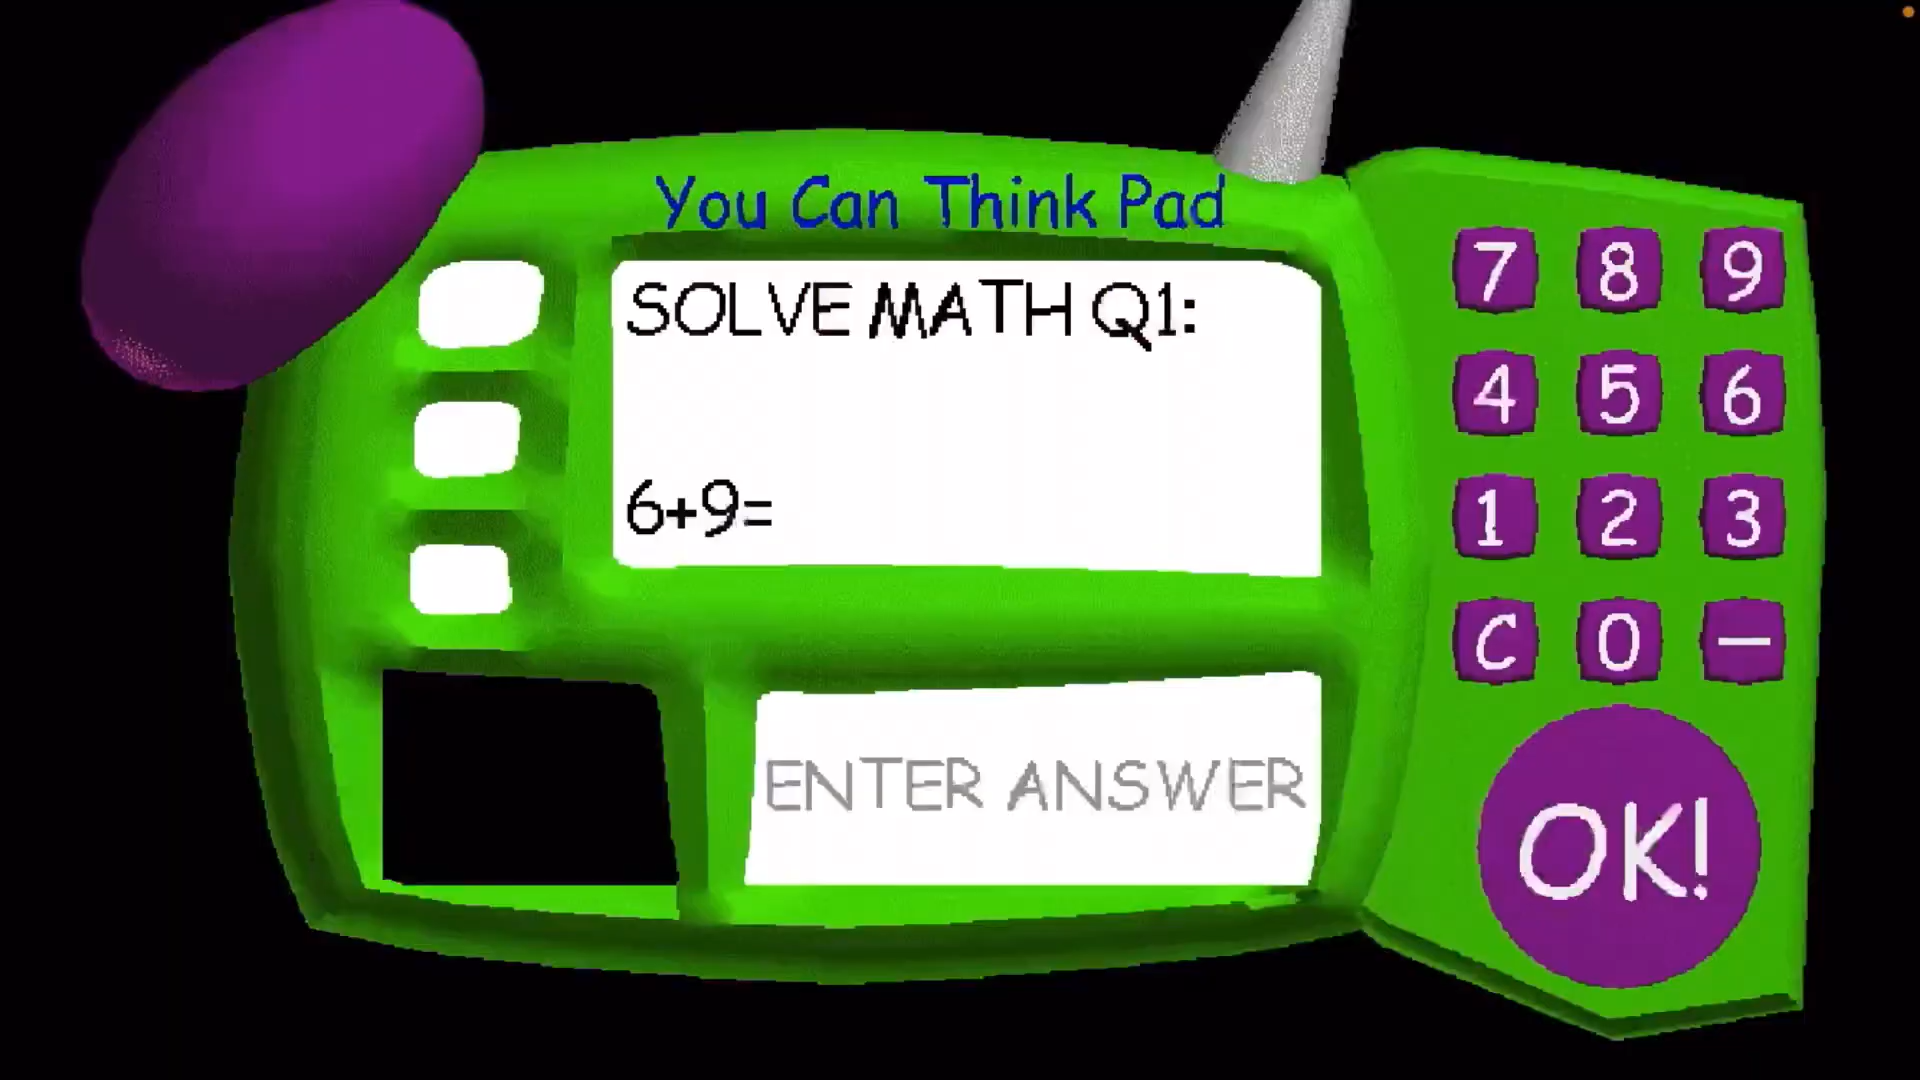 You Can Think Pad
SOLVE MATH Q1:
6+9=
ENTER ANSWER
7 8 9
4 5 6
1 2 3
C 0 —
OK!